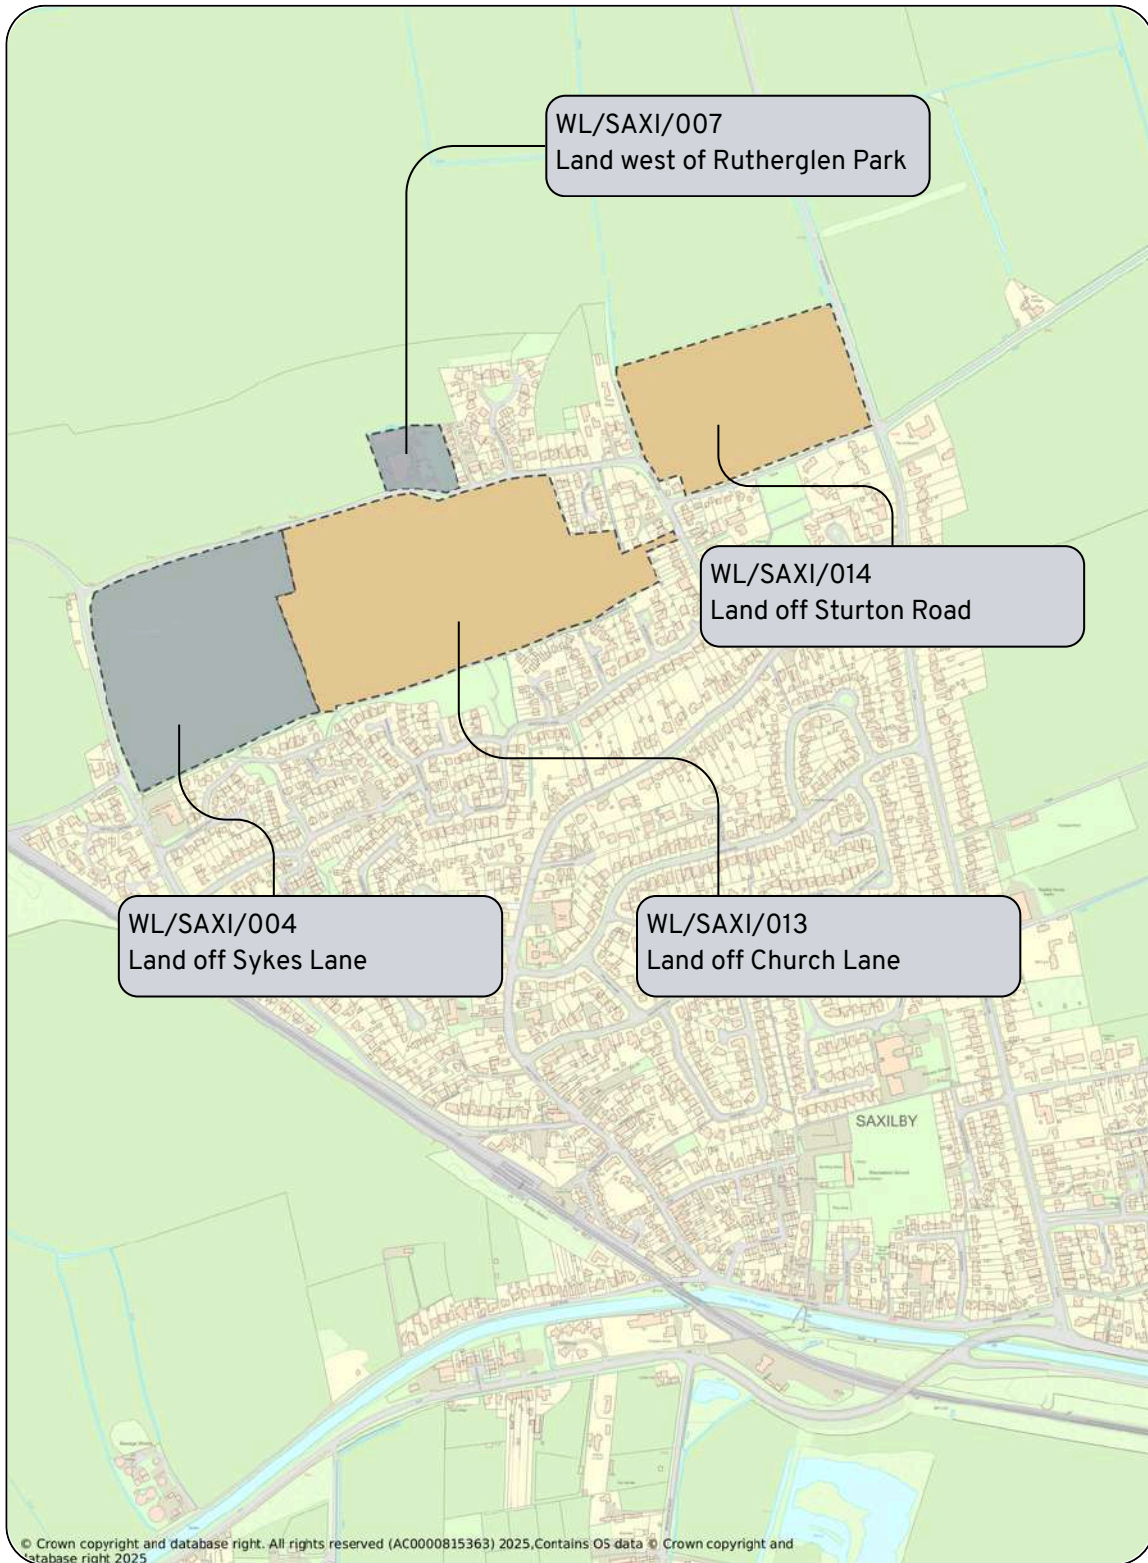 WL/SAXI/007
Land west of Rutherglen Park
WL/SAXI/014
Land off Sturton Road
WL/SAXI/004
Land off Sykes Lane
WL/SAXI/013
Land off Church Lane
SAXILBY
© Crown copyright and database right. All rights reserved (AC0000815363) 2025,Contains OS data © Crown copyright and
database right 2025